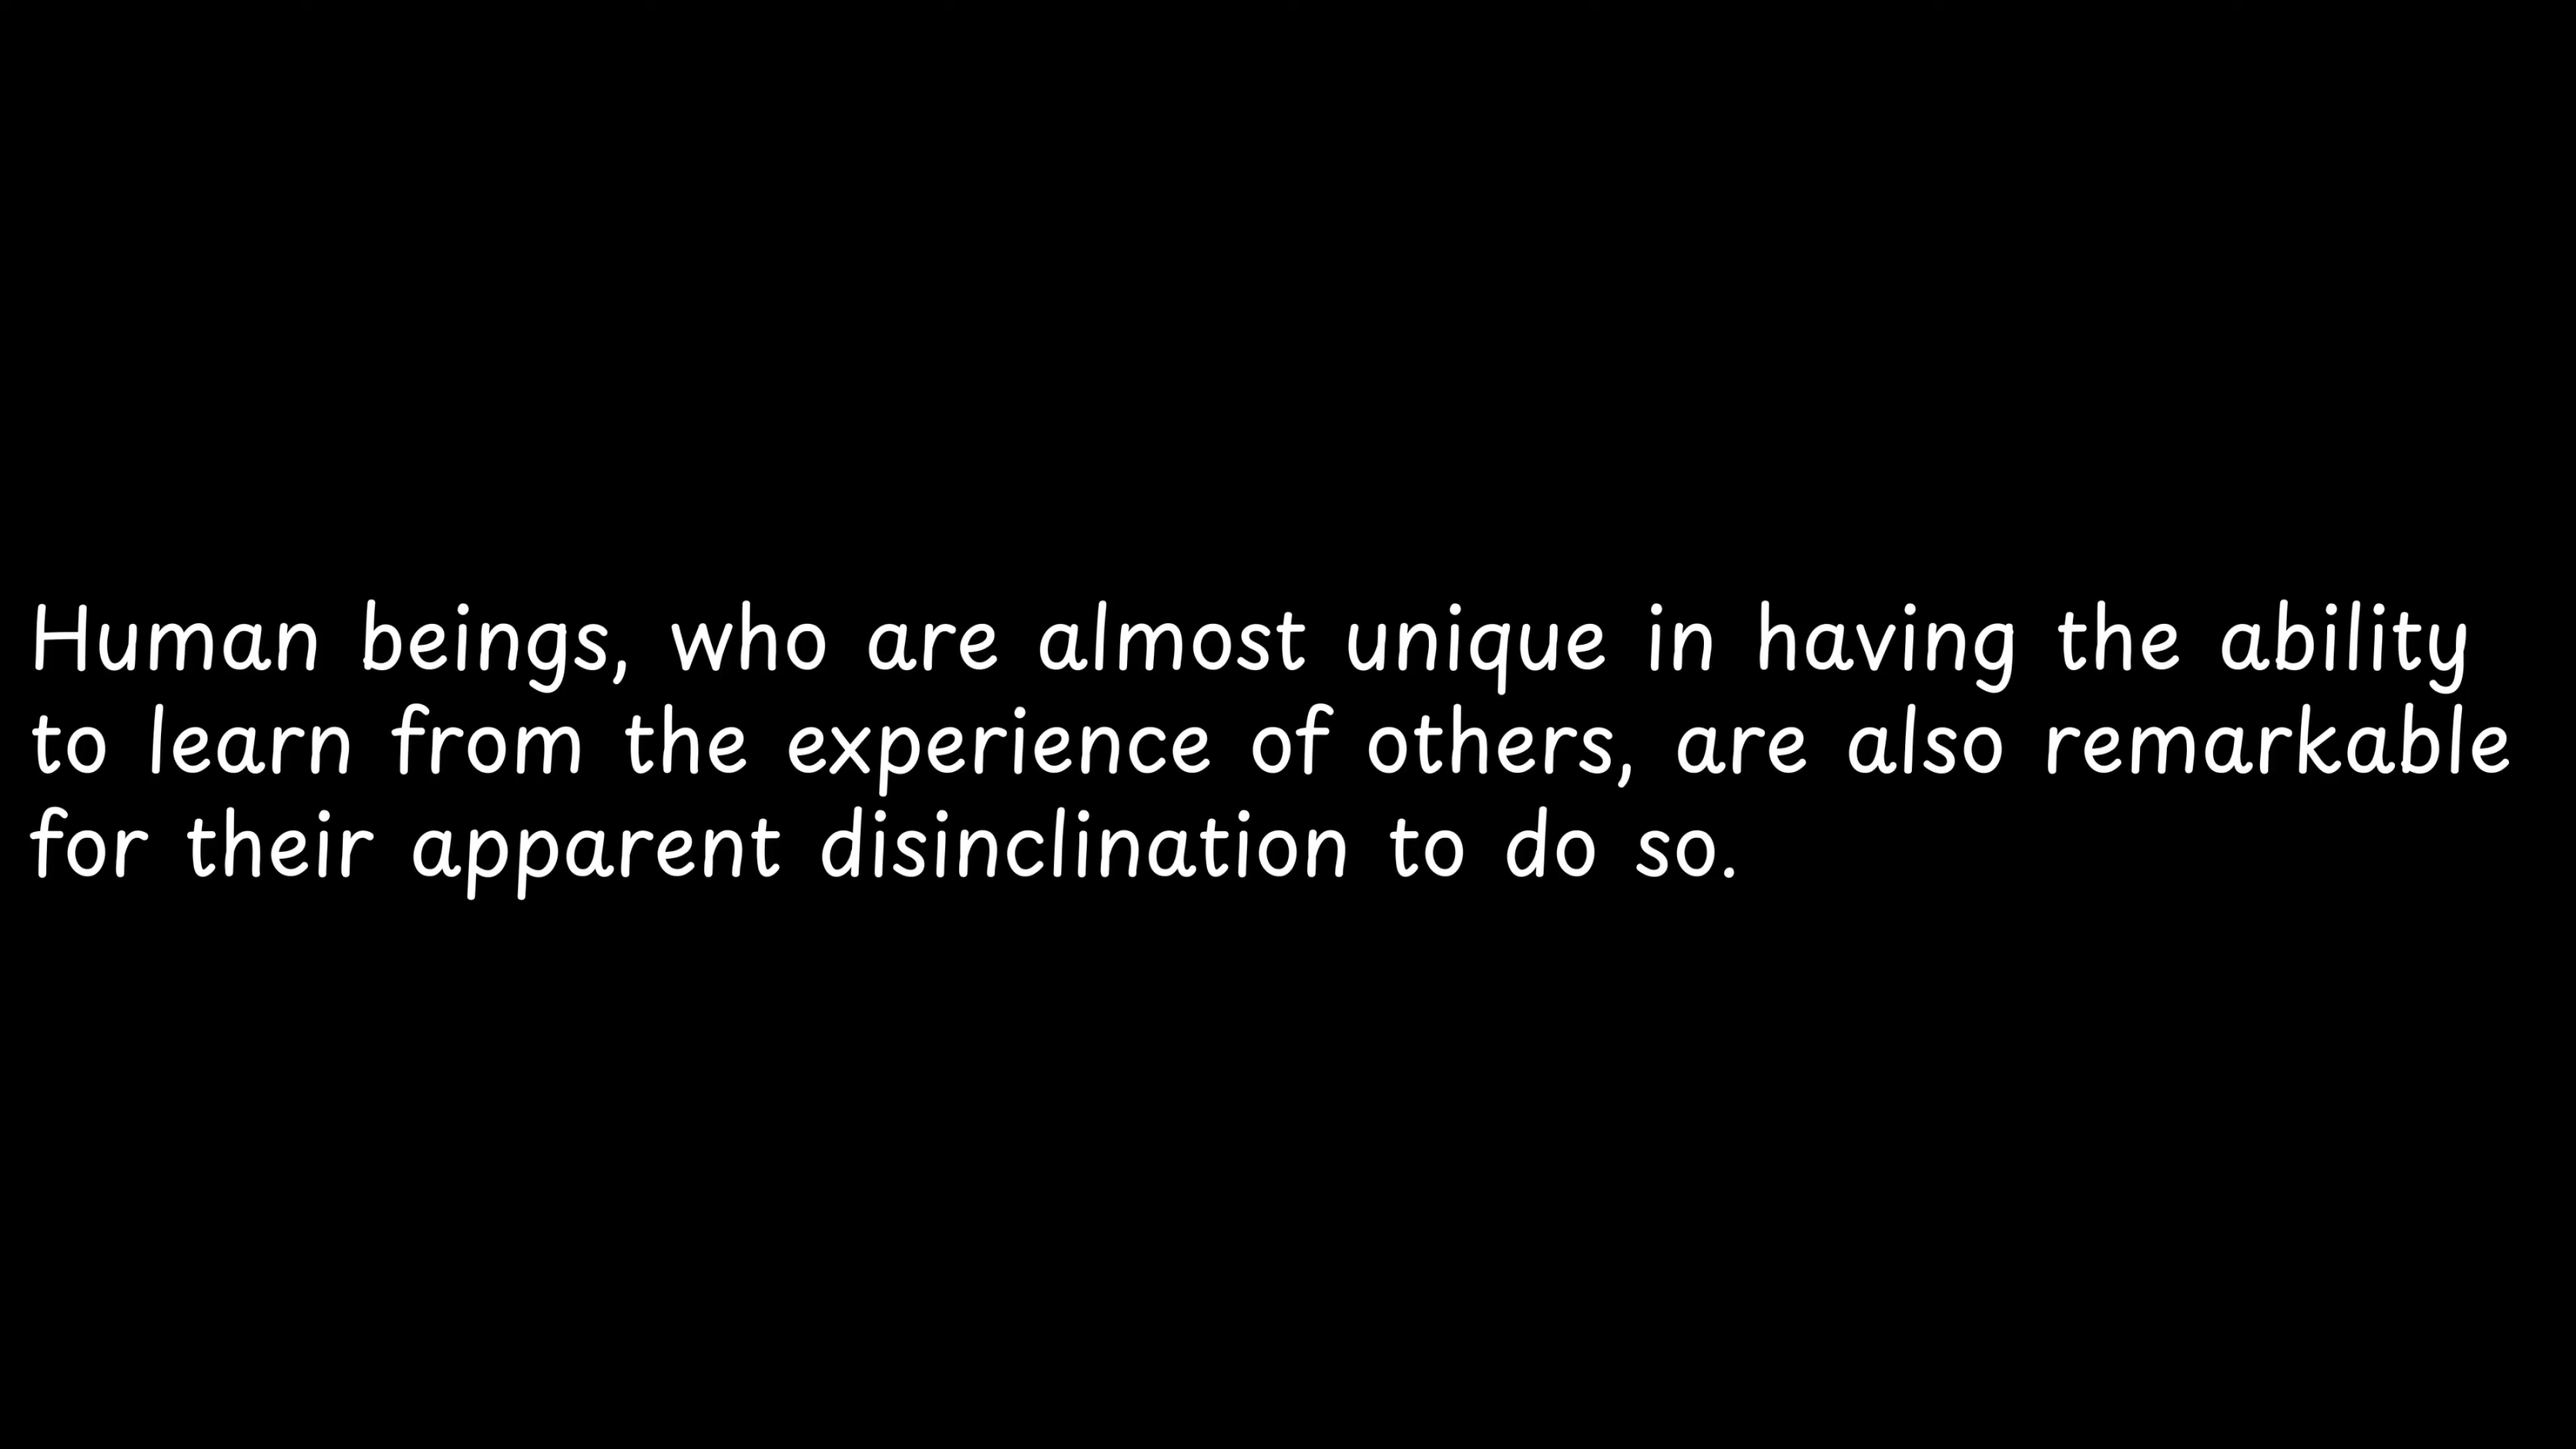 Human beings, who are almost unique in having the ability
to learn from the experience of others, are also remarkable
for their apparent disinclination to do so.